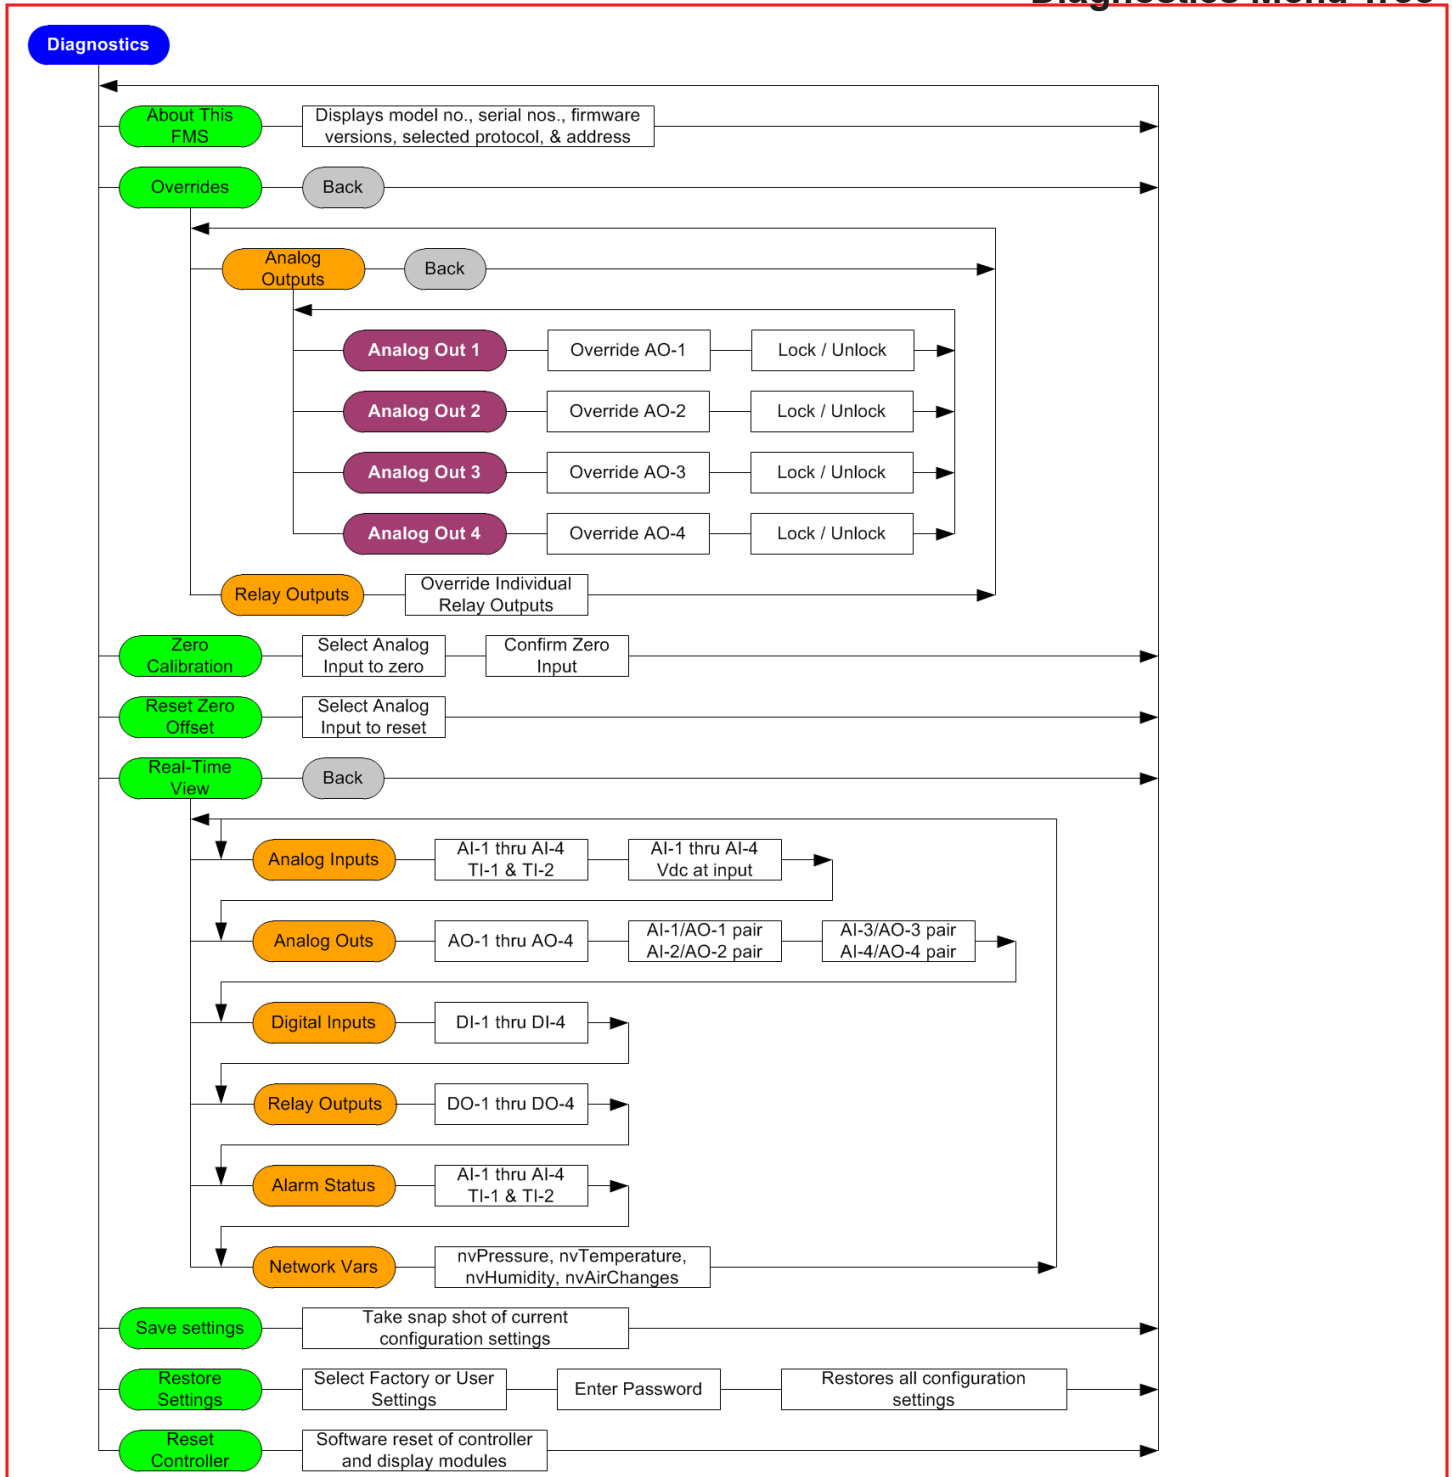 Diagnostics Menu Tree
Diagnostics
About This
FMS
Displays model no., serial nos., firmware
versions, selected protocol, & address
Overrides
Back
Analog
Outputs
Back
Analog Out 1
Override AO-1
Lock / Unlock
Analog Out 2
Override AO-2
Lock / Unlock
Analog Out 3
Override AO-3
Lock / Unlock
Analog Out 4
Override AO-4
Lock / Unlock
Relay Outputs
Override Individual
Relay Outputs
Zero
Calibration
Select Analog
Input to zero
Confirm Zero
Input
Reset Zero
Offset
Select Analog
Input to reset
Real-Time
View
Back
Analog Inputs
AI-1 thru AI-4
TI-1 & TI-2
AI-1 thru AI-4
Vdc at input
Analog Outs
AO-1 thru AO-4
AI-1/AO-1 pair
AI-2/AO-2 pair
AI-3/AO-3 pair
AI-4/AO-4 pair
Digital Inputs
DI-1 thru DI-4
Relay Outputs
DO-1 thru DO-4
Alarm Status
AI-1 thru AI-4
TI-1 & TI-2
Network Vars
nvPressure, nvTemperature,
nvHumidity, nvAirChanges
Save settings
Take snap shot of current
configuration settings
Restore
Settings
Select Factory or User
Settings
Enter Password
Restores all configuration
settings
Reset
Controller
Software reset of controller
and display modules